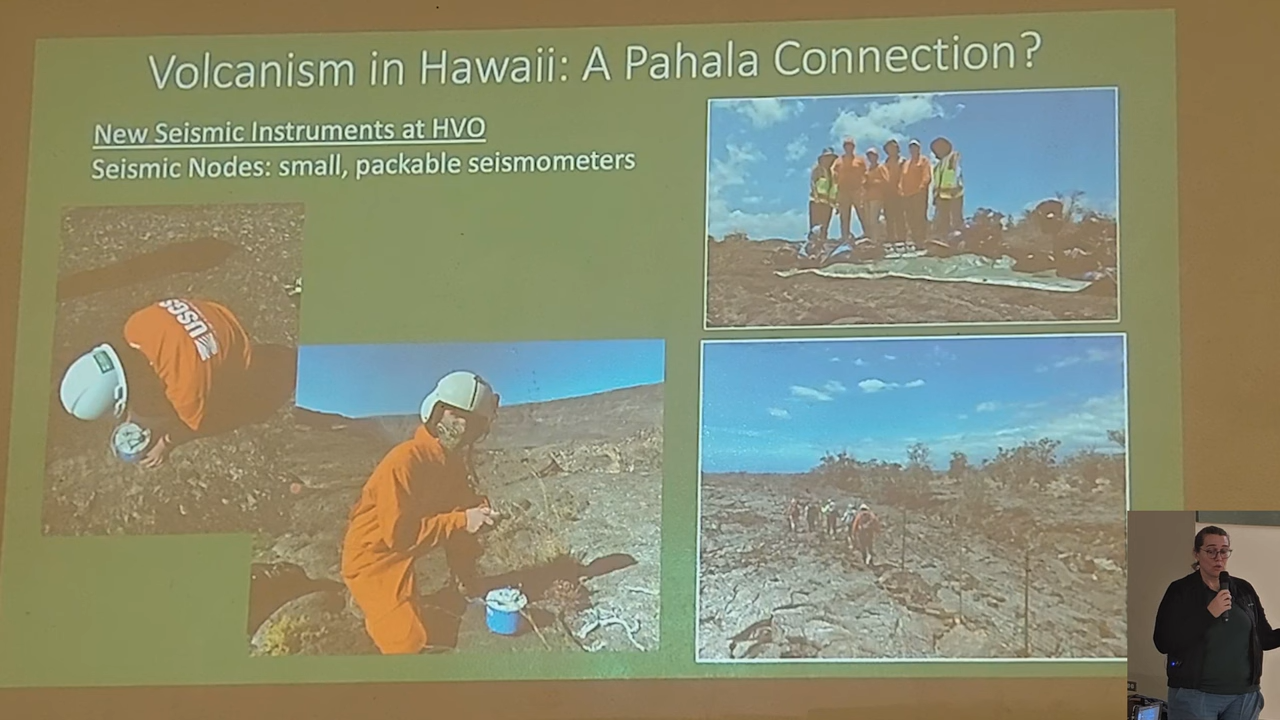 Volcanism in Hawaii: A Pahala Connection?
New Seismic Instruments at HVO
Seismic Nodes: small, packable seismometers
USGS